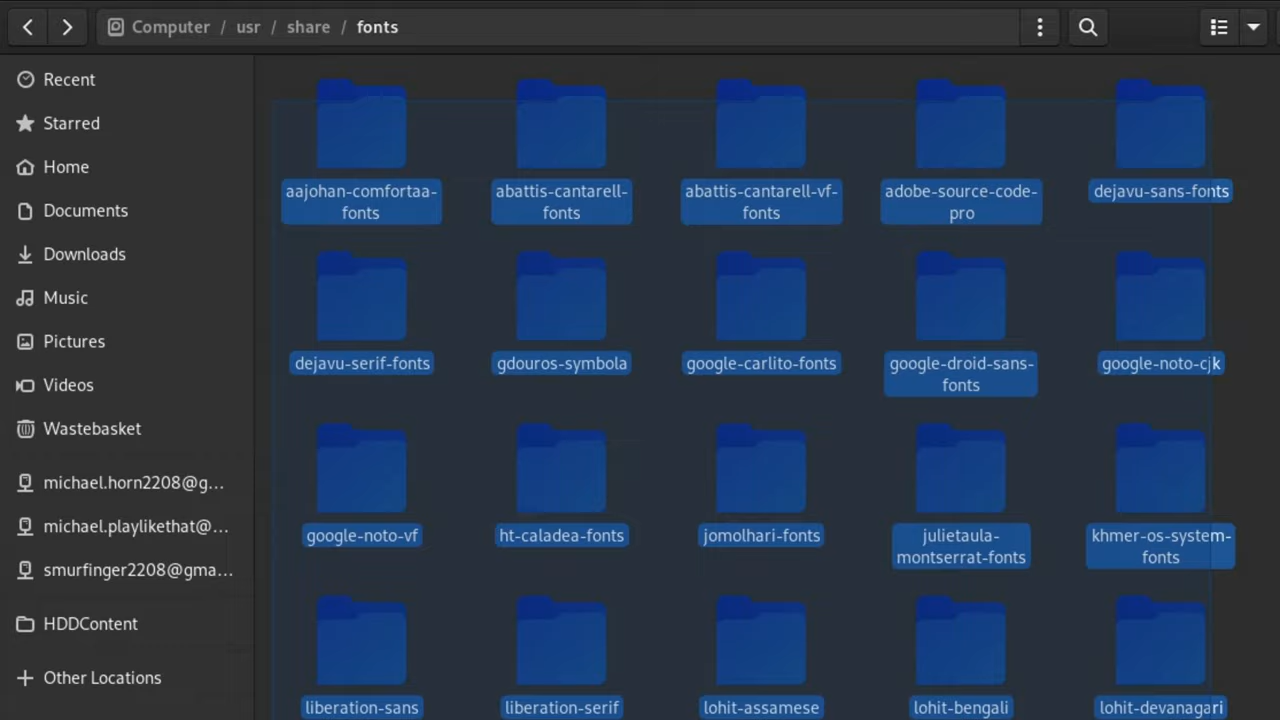 Computer / usr / share / fonts
Recent
Starred
Home
Documents
Downloads
Music
Pictures
Videos
Wastebasket
michael.horn2208@g...
michael.playlikethat@...
smurfinger2208@gma...
HDDContent
Other Locations
aajohan-comfortaa-
fonts
abattis-cantarell-
fonts
abattis-cantarell-vf-
fonts
adobe-source-code-
pro
dejavu-sans-fonts
dejavu-serif-fonts
gdouros-symbola
google-carlito-fonts
google-droid-sans-
fonts
google-noto-cjk
google-noto-vf
ht-caladea-fonts
jomolhari-fonts
julietaula-
montserrat-fonts
khmer-os-system-
fonts
liberation-sans
liberation-serif
lohit-assamese
lohit-bengali
lohit-devanagari